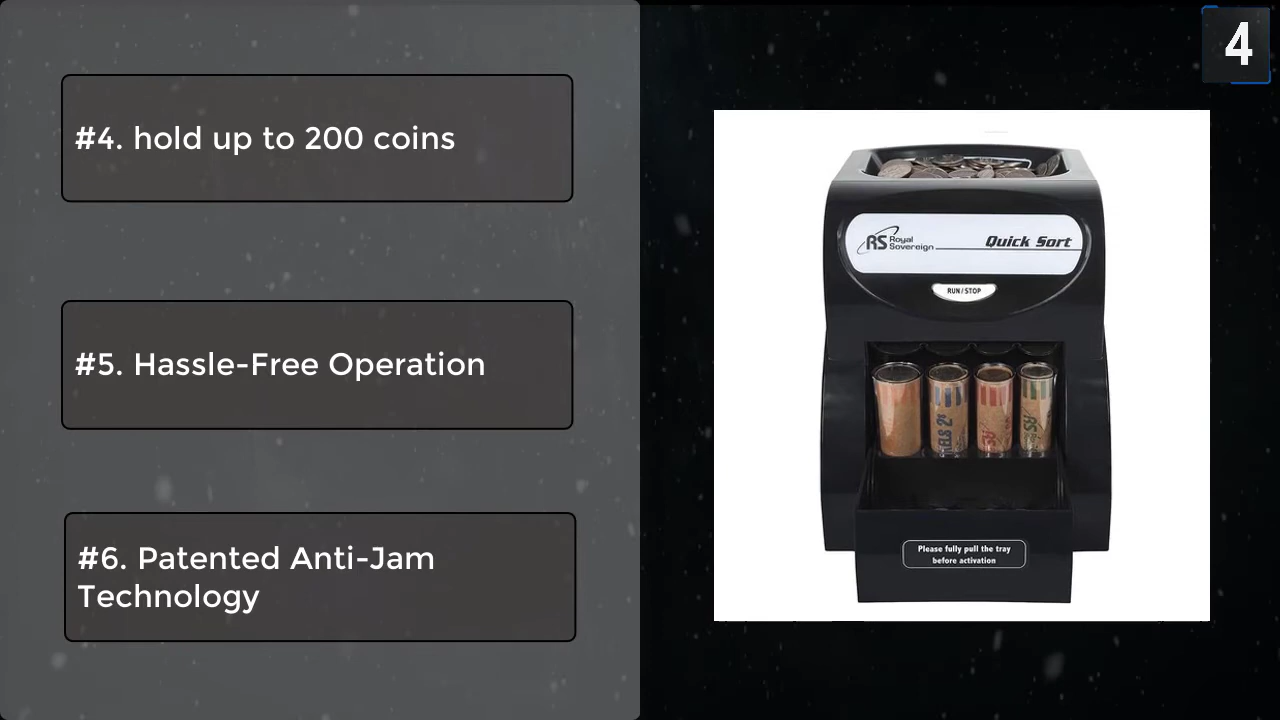 4
#4. hold up to 200 coins
#5. Hassle-Free Operation
#6. Patented Anti-Jam
Technology
RS Royal
Sovereign
Quick Sort
RUN/STOP
Please fully pull the tray
before activation